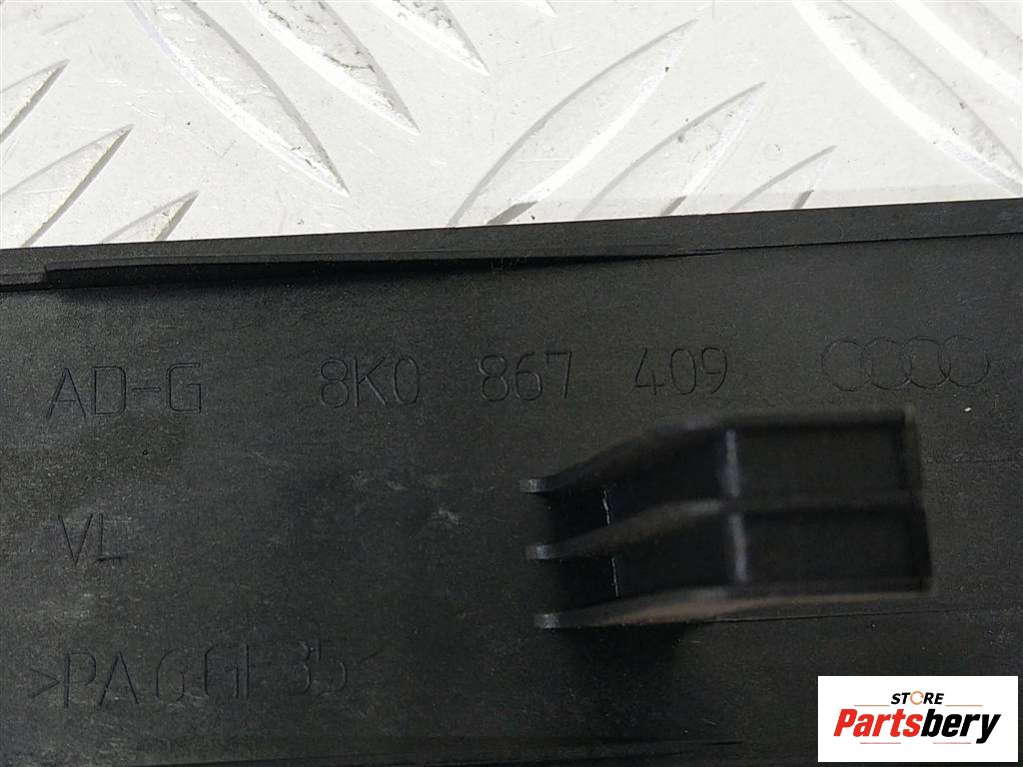 AD-G 8K0 867 409
VL
>PA6GF35<
STORE
Partsbery